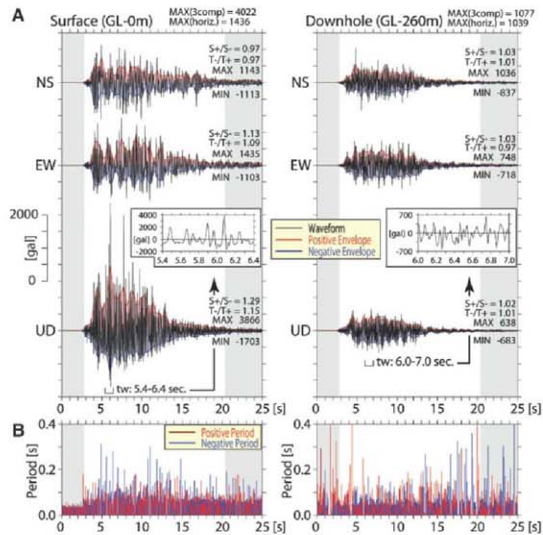 A
Surface (GL-0m)
MAX(3comp) = 4022
MAX(horiz.) = 1436
Downhole (GL-260m)
MAX(3comp) = 1077
MAX(horiz.) = 1039
NS
S+/S- = 0.97
T-/T+ = 0.97
MAX 1143
MIN -1113
S+/S- = 1.03
T-/T+ = 1.01
MAX 1036
MIN -837
NS
EW
S+/S- = 1.13
T-/T+ = 1.09
MAX 1435
MIN -1103
S+/S- = 1.03
T-/T+ = 0.97
MAX 748
MIN -718
EW
2000
[gal]
0
4000
2000
[gal] 0
-2000
5.4 5.6 5.8 6.0 6.2 6.4
Waveform
Positive Envelope
Negative Envelope
700
[gal] 0
-700
6.0 6.2 6.4 6.6 6.8 7.0
UD
S+/S- = 1.29
T-/T+ = 1.15
MAX 3866
MIN -1703
tw: 5.4-6.4 sec.
S+/S- = 1.02
T-/T+ = 1.01
MAX 638
MIN -683
UD
tw: 6.0-7.0 sec.
0 5 10 15 20 25 [s]
0 5 10 15 20 25 [s]
B
Positive Period
Negative Period
Period [s]
0.4
0.2
0.0
0 5 10 15 20 25 [s]
Period [s]
0.4
0.2
0.0
0 5 10 15 20 25 [s]